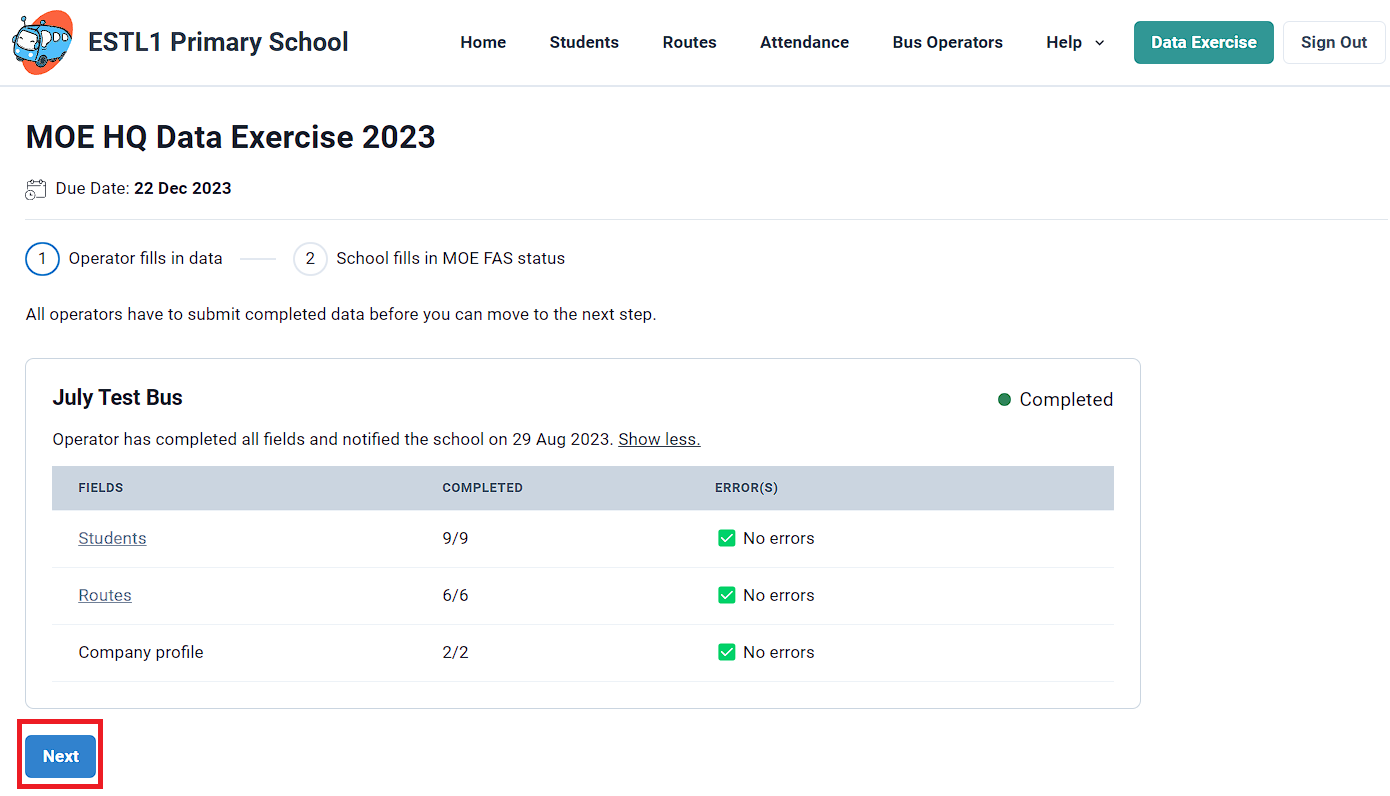 ESTL1 Primary School
Home Students Routes Attendance Bus Operators Help Data Exercise Sign Out
MOE HQ Data Exercise 2023
Due Date: 22 Dec 2023
1 Operator fills in data 2 School fills in MOE FAS status
All operators have to submit completed data before you can move to the next step.
July Test Bus Completed
Operator has completed all fields and notified the school on 29 Aug 2023. Show less.
FIELDS COMPLETED ERROR(S)
Students 9/9 No errors
Routes 6/6 No errors
Company profile 2/2 No errors
Next